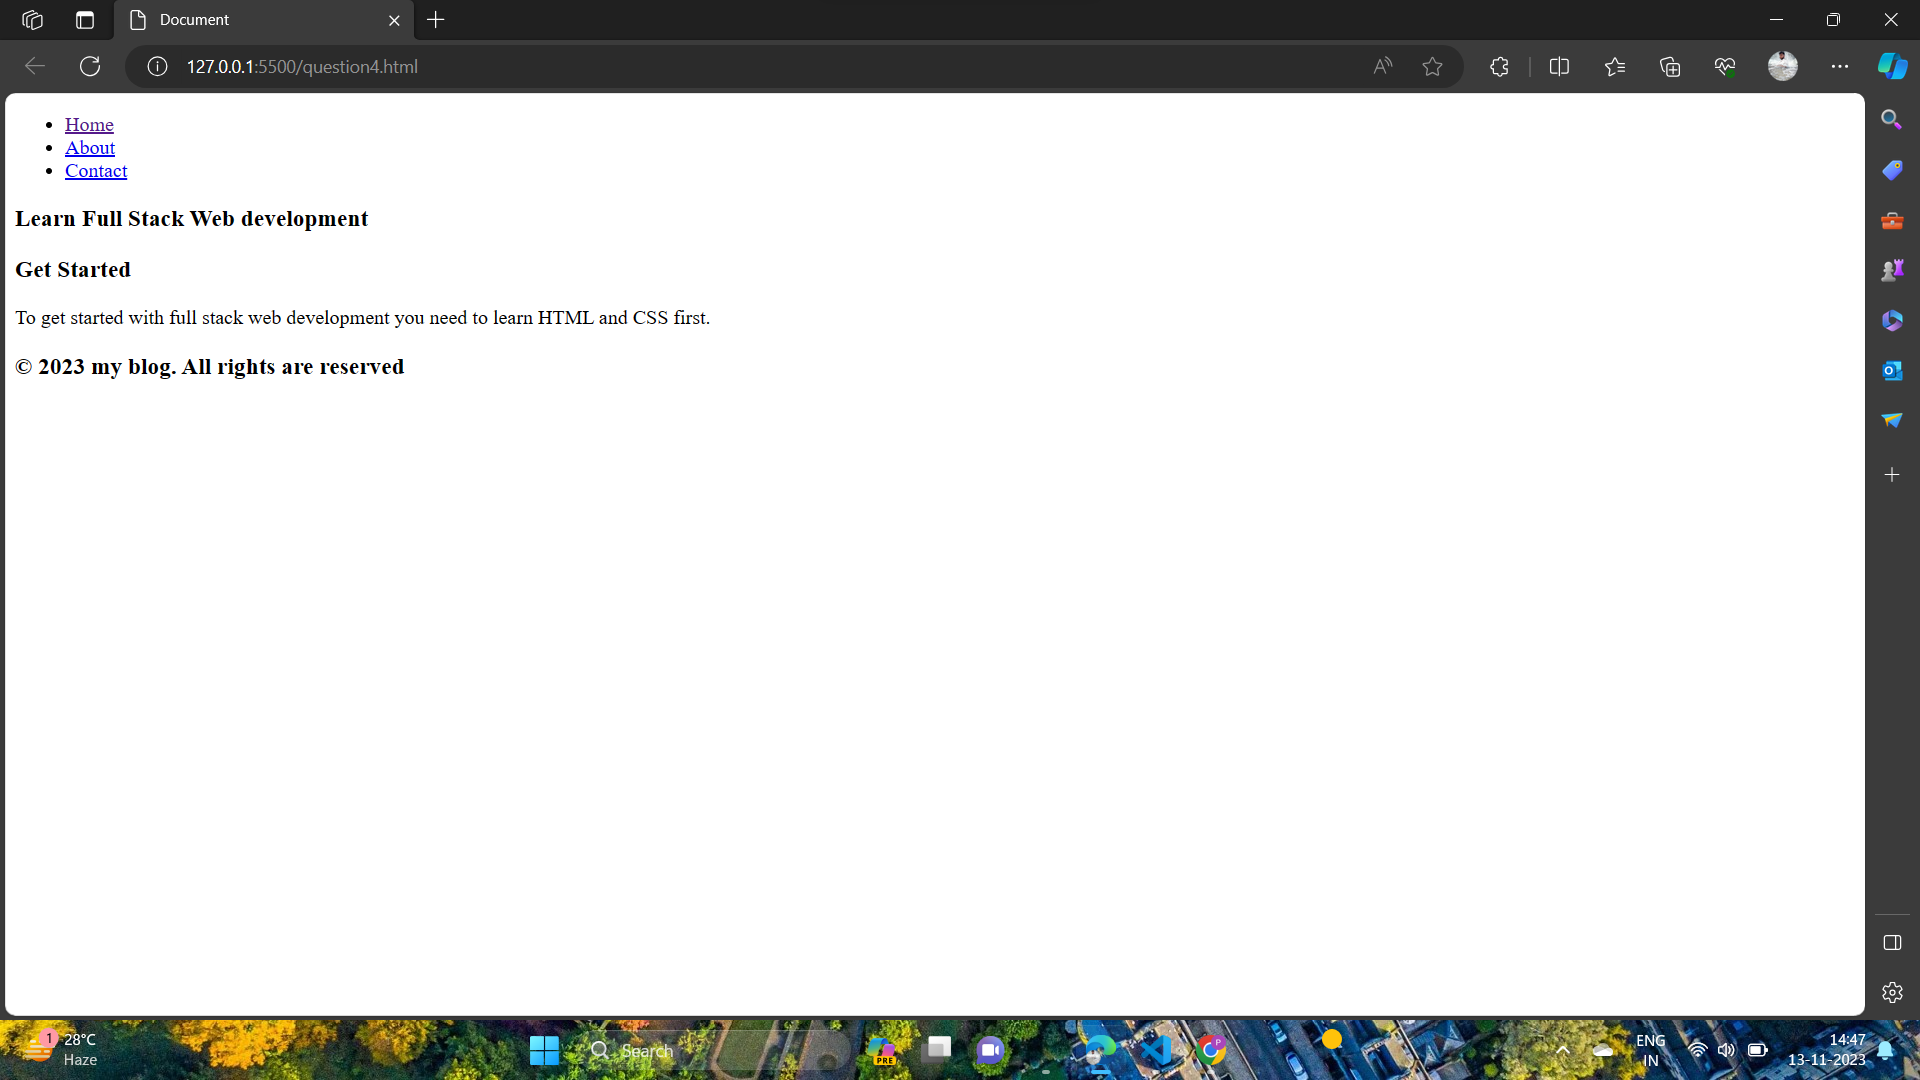 Document
127.0.0.1:5500/question4.html
Home
About
Contact
Learn Full Stack Web development
Get Started
To get started with full stack web development you need to learn HTML and CSS first.
© 2023 my blog. All rights are reserved
1
28°C
Haze
Search
PRE
P
ENG
IN
14:47
13-11-2023